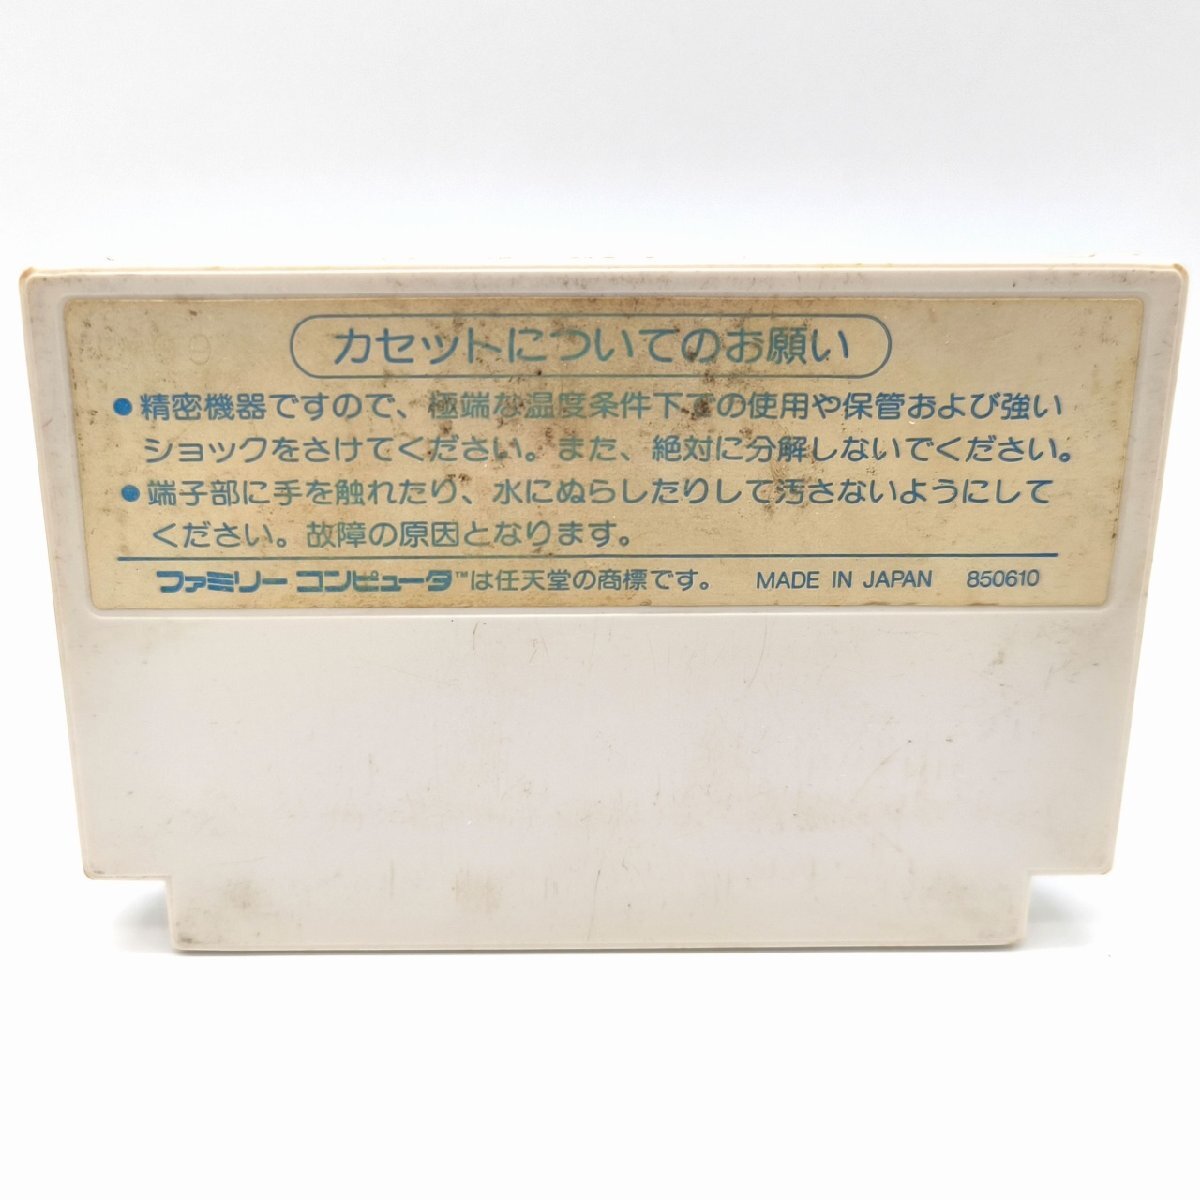 カセットについてのお願い
●精密機器ですので、極端な温度条件下での使用や保管および強い
ショックをさけてください。また、絶対に分解しないでください。
●端子部に手を触れたり、水にぬらしたりして汚さないようにして
ください。故障の原因となります。
ファミリーコンピュータ™は任天堂の商標です。 MADE IN JAPAN 850610